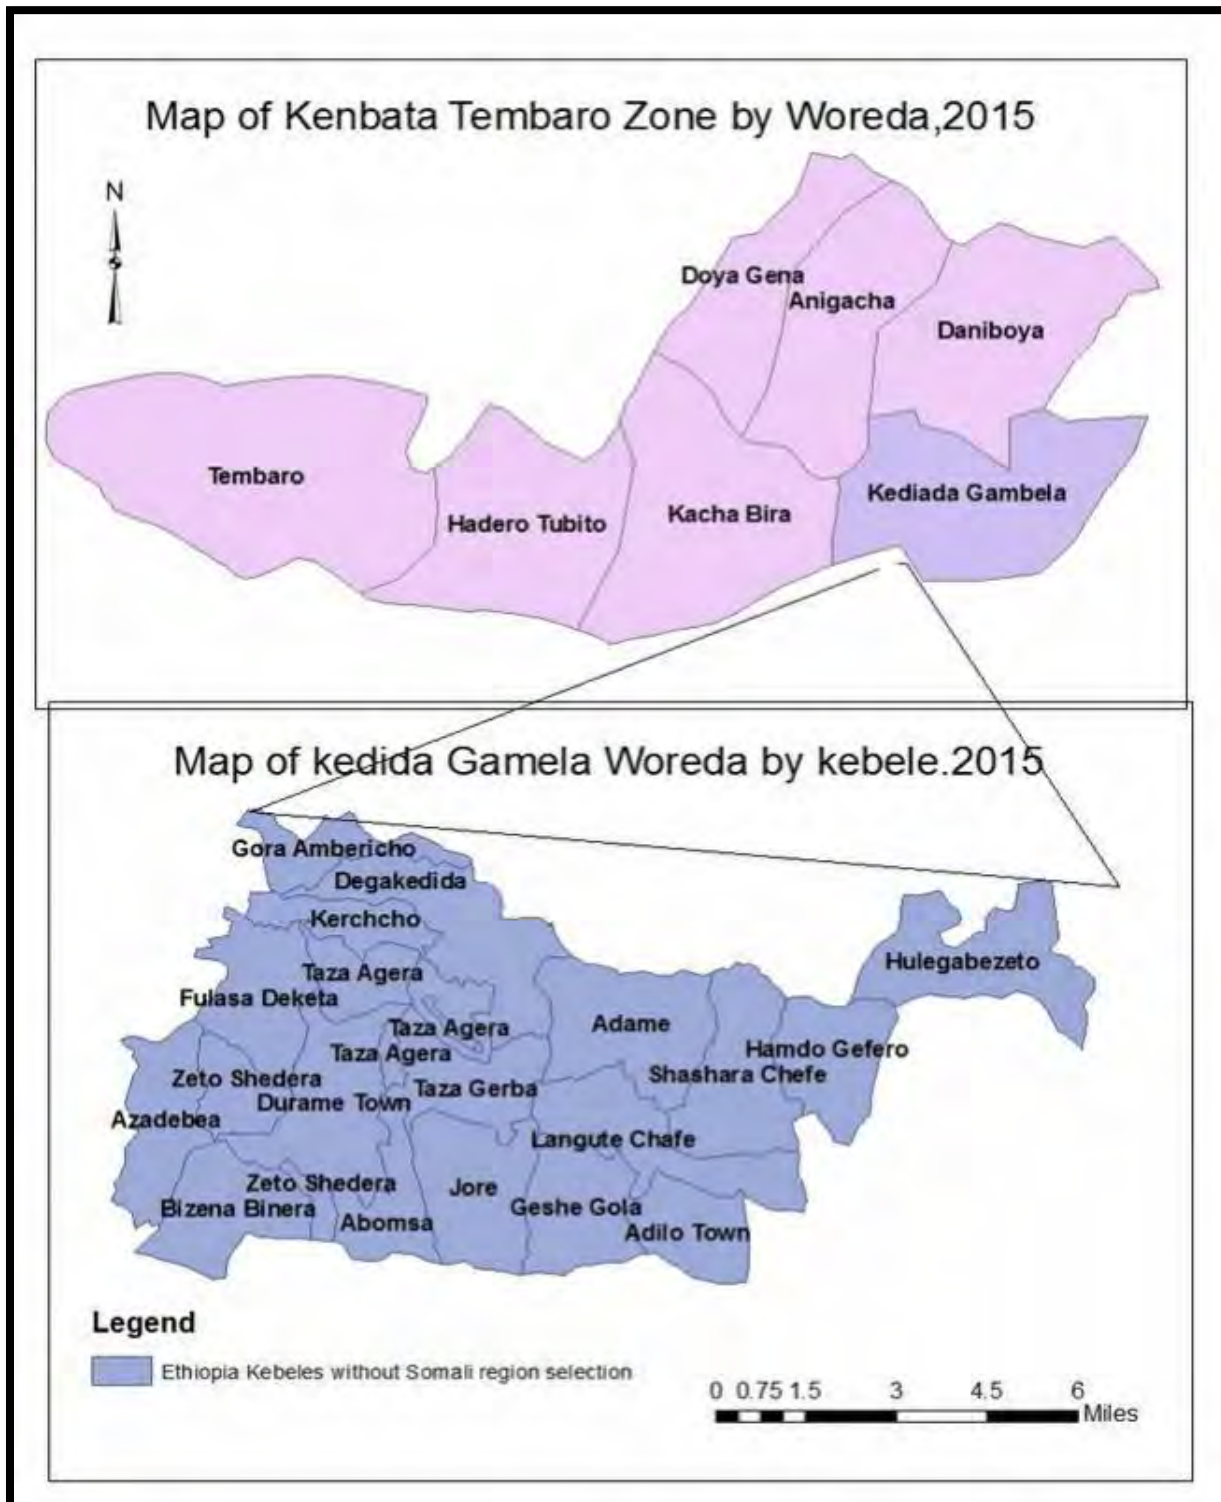 Map of Kenbata Tembaro Zone by Woreda,2015
N
Doya Gena
Anigacha
Daniboya
Tembaro
Kediada Gambela
Kacha Bira
Hadero Tubito
Map of kedida Gamela Woreda by kebele.2015
Gora Ambericho
Degakedida
Kerchcho
Hulegabezeto
Taza Agera
Fulasa Deketa
Adame
Taza Agera
Hamdo Gefero
Taza Agera
Shashara Chefe
Zeto Shedera
Taza Gerba
Durame Town
Azadebea
Langute Chafe
Zeto Shedera
Jore
Bizena Binera
Geshe Gola
Abomsa
Adilo Town
Legend
Ethiopia Kebeles without Somali region selection
0 0.75 1.5 3 4.5 6
Miles